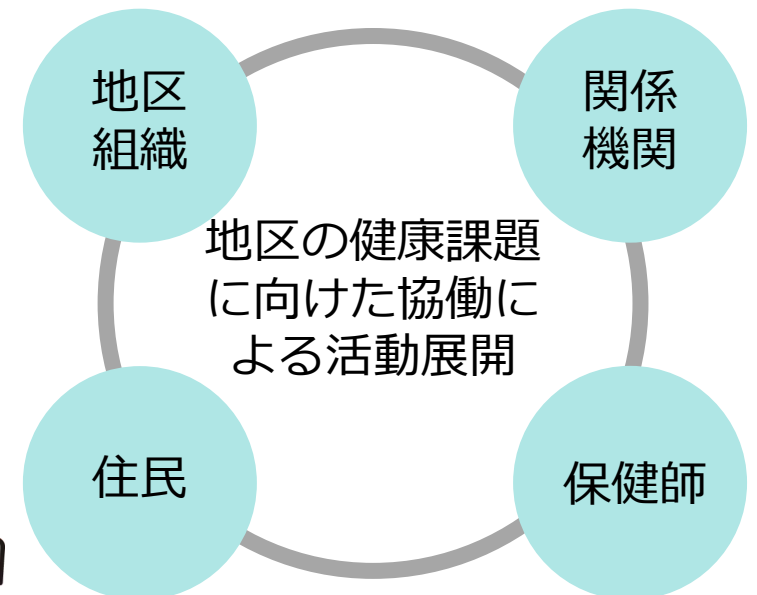 地区
組織
関係
機関
地区の健康課題
に向けた協働に
よる活動展開
住民
保健師